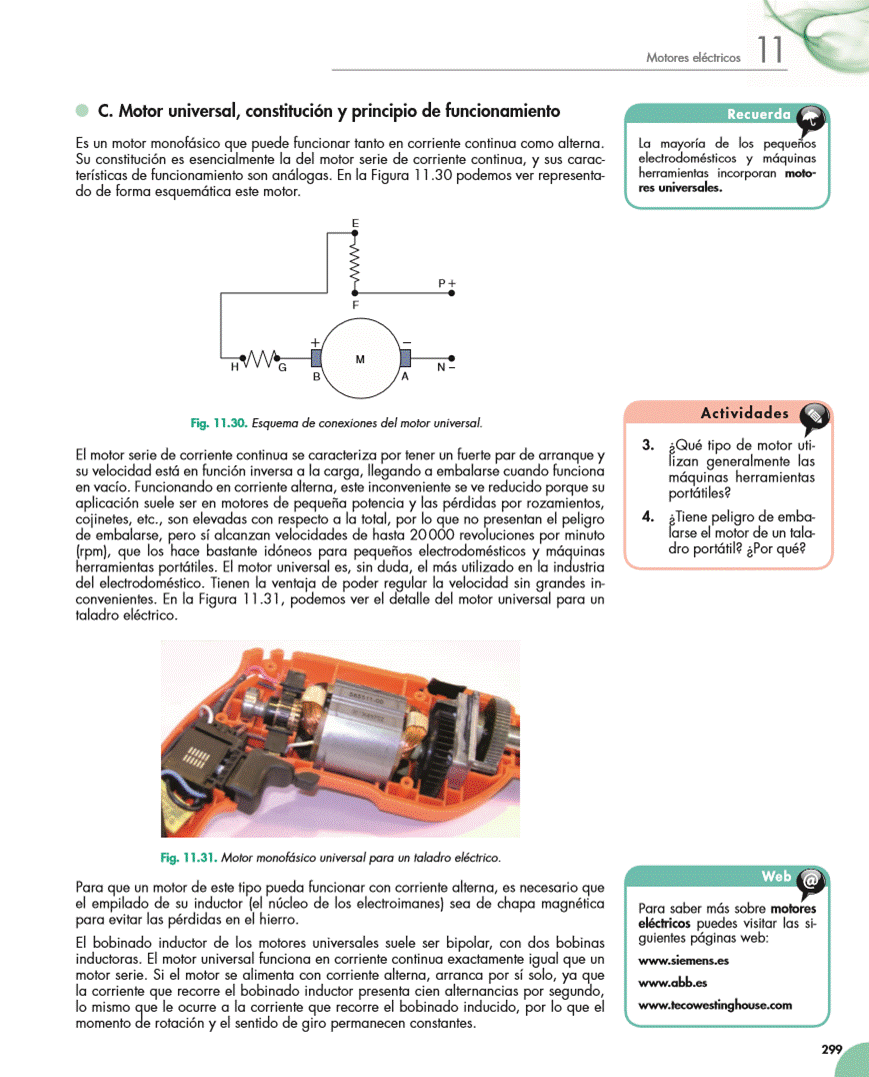 Motores eléctricos 11
C. Motor universal, constitución y principio de funcionamiento
Es un motor monofásico que puede funcionar tanto en corriente continua como alterna.
Su constitución es esencialmente la del motor serie de corriente continua, y sus carac-
terísticas de funcionamiento son análogas. En la Figura 11.30 podemos ver representa-
do de forma esquemática este motor.
Recuerda
La mayoría de los pequeños
electrodomésticos y máquinas
herramientas incorporan moto-
res universales.
E
P +
F
+
–
M
H
G
B
A
N –
Fig. 11.30. Esquema de conexiones del motor universal.
El motor serie de corriente continua se caracteriza por tener un fuerte par de arranque y
su velocidad está en función inversa a la carga, llegando a embalarse cuando funciona
en vacío. Funcionando en corriente alterna, este inconveniente se ve reducido porque su
aplicación suele ser en motores de pequeña potencia y las pérdidas por rozamientos,
cojinetes, etc., son elevadas con respecto a la total, por lo que no presentan el peligro
de embalarse, pero sí alcanzan velocidades de hasta 20 000 revoluciones por minuto
(rpm), que los hace bastante idóneos para pequeños electrodomésticos y máquinas
herramientas portátiles. El motor universal es, sin duda, el más utilizado en la industria
del electrodoméstico. Tienen la ventaja de poder regular la velocidad sin grandes in-
convenientes. En la Figura 11.31, podemos ver el detalle del motor universal para un
taladro eléctrico.
Actividades
3. ¿Qué tipo de motor uti-
lizan generalmente las
máquinas herramientas
portátiles?
4. ¿Tiene peligro de emba-
larse el motor de un tala-
dro portátil? ¿Por qué?
Fig. 11.31. Motor monofásico universal para un taladro eléctrico.
Para que un motor de este tipo pueda funcionar con corriente alterna, es necesario que
el empilado de su inductor (el núcleo de los electroimanes) sea de chapa magnética
para evitar las pérdidas en el hierro.
El bobinado inductor de los motores universales suele ser bipolar, con dos bobinas
inductoras. El motor universal funciona en corriente continua exactamente igual que un
motor serie. Si el motor se alimenta con corriente alterna, arranca por sí solo, ya que
la corriente que recorre el bobinado inductor presenta cien alternancias por segundo,
lo mismo que le ocurre a la corriente que recorre el bobinado inducido, por lo que el
momento de rotación y el sentido de giro permanecen constantes.
Web
@
Para saber más sobre motores
eléctricos puedes visitar las si-
guientes páginas web:
www.siemens.es
www.abb.es
www.tecowestinghouse.com
299